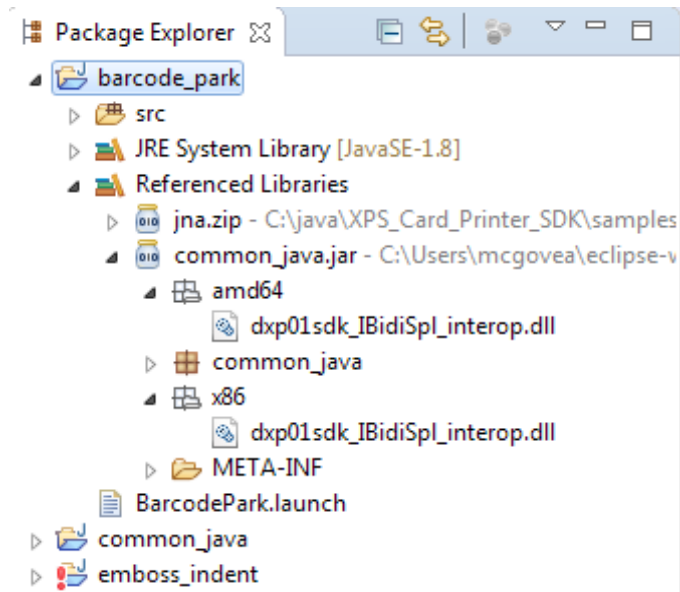 Package Explorer
barcode_park
src
JRE System Library [JavaSE-1.8]
Referenced Libraries
jna.zip - C:\java\XPS_Card_Printer_SDK\samples
common_java.jar - C:\Users\mcgovea\eclipse-
amd64
dxp01sdk_IBidiSpl_interop.dll
common_java
x86
dxp01sdk_IBidiSpl_interop.dll
META-INF
BarcodePark.launch
common_java
emboss_indent